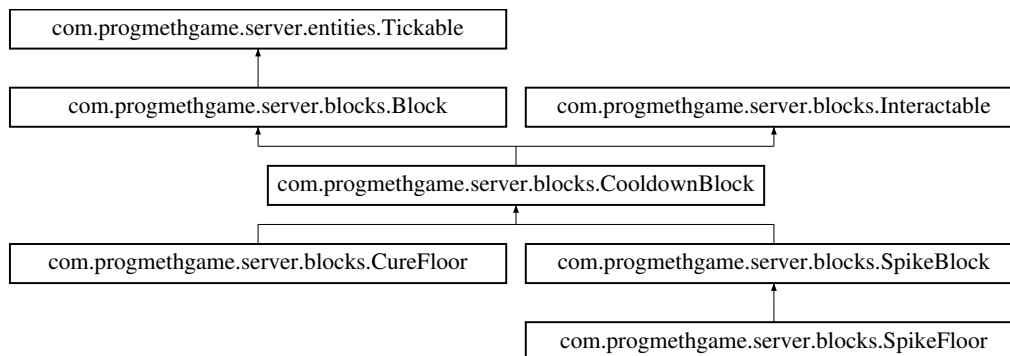 com.progmethgame.server.entities.Tickable
com.progmethgame.server.blocks.Block
com.progmethgame.server.blocks.Interactable
com.progmethgame.server.blocks.CooldownBlock
com.progmethgame.server.blocks.CureFloor
com.progmethgame.server.blocks.SpikeBlock
com.progmethgame.server.blocks.SpikeFloor